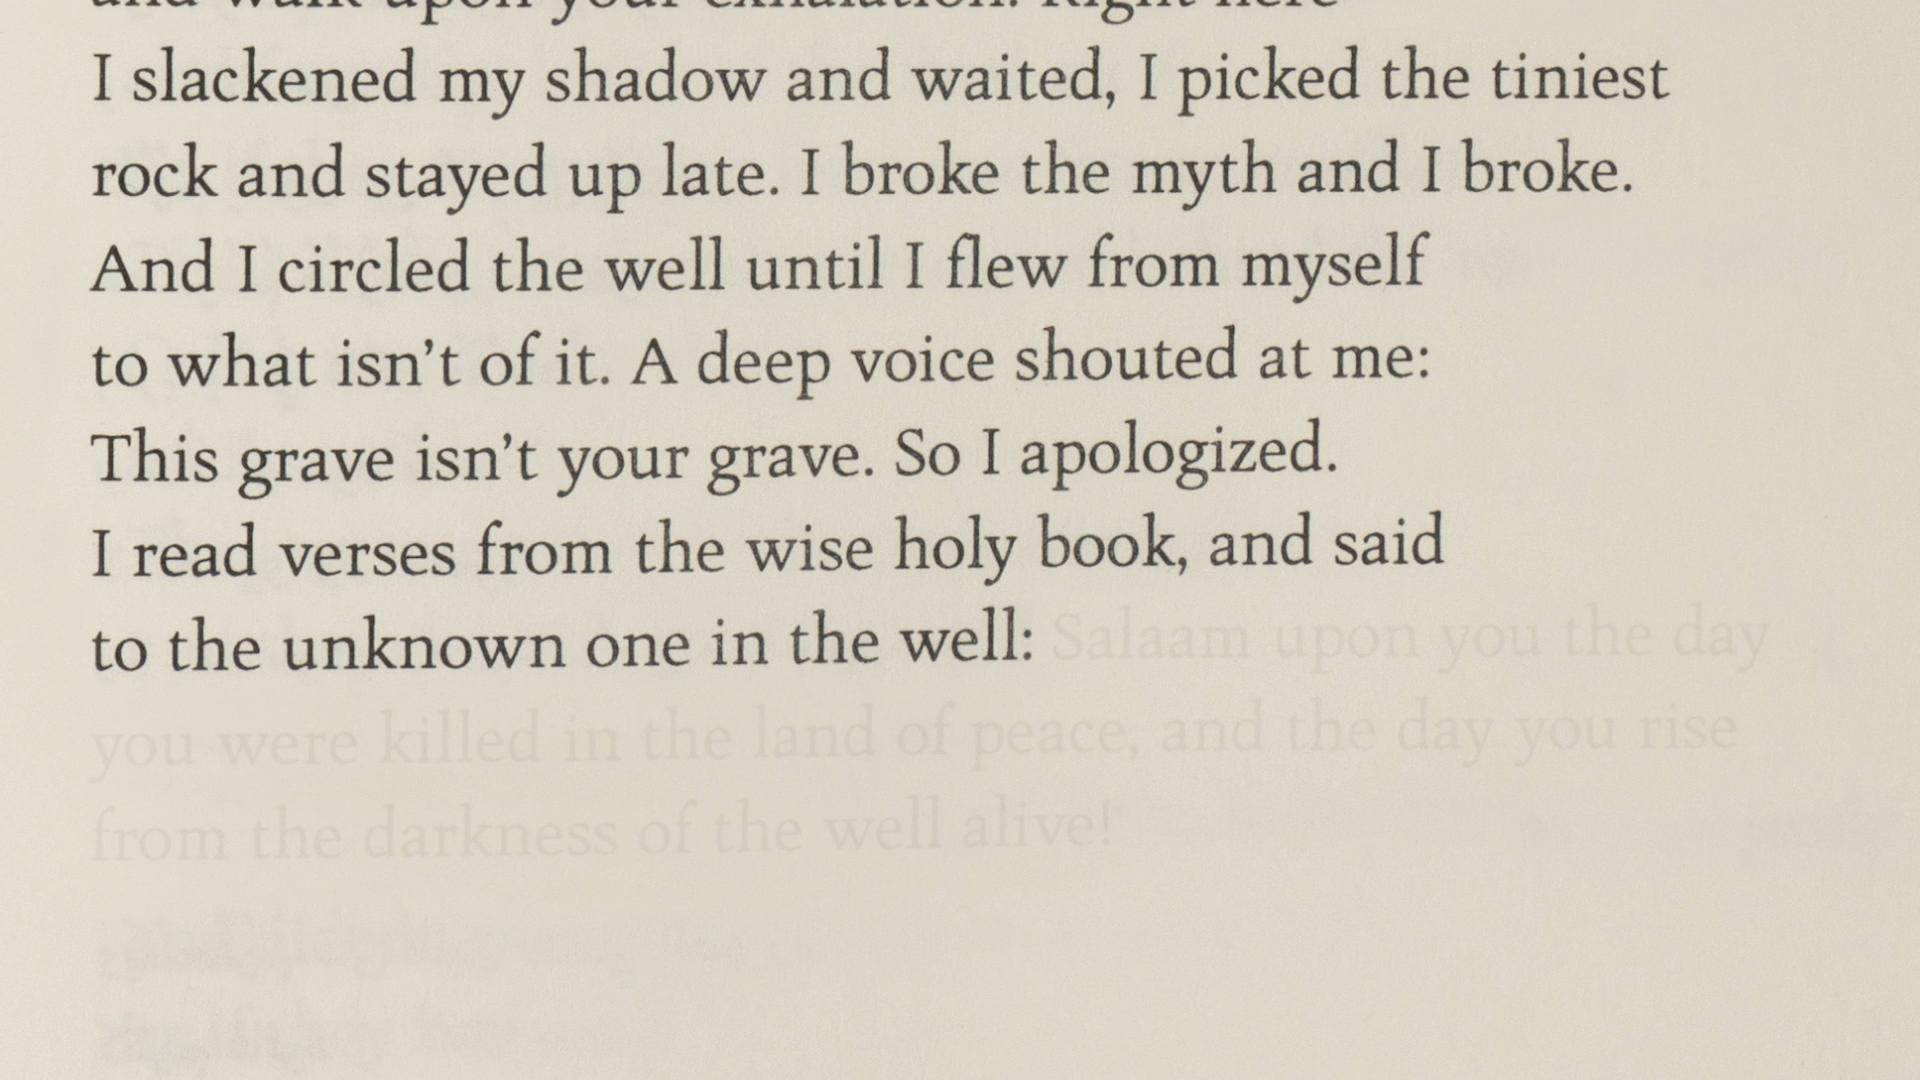 and walk upon your exhalation. Right here
I slackened my shadow and waited, I picked the tiniest
rock and stayed up late. I broke the myth and I broke.
And I circled the well until I flew from myself
to what isn’t of it. A deep voice shouted at me:
This grave isn’t your grave. So I apologized.
I read verses from the wise holy book, and said
to the unknown one in the well: Salaam upon you the day
you were killed in the land of peace, and the day you rise
from the darkness of the well alive!